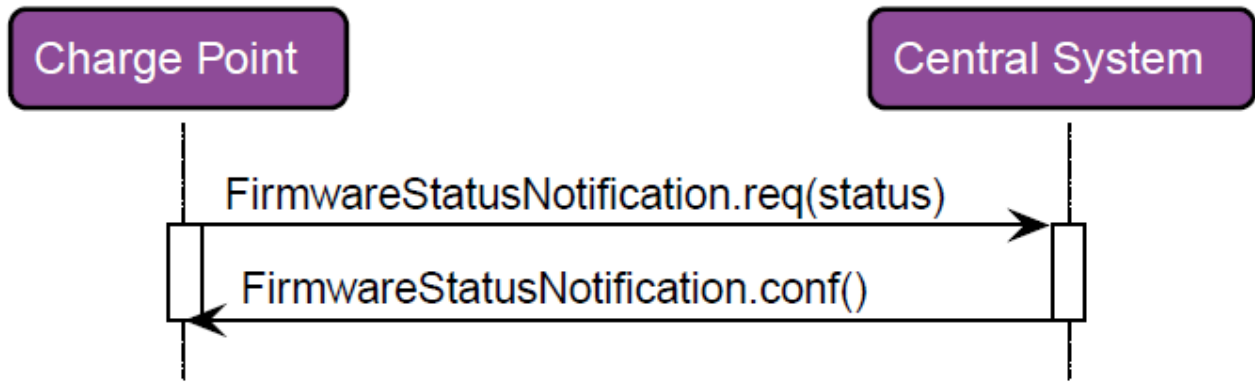 Charge Point
Central System
FirmwareStatusNotification.req(status)
FirmwareStatusNotification.conf()